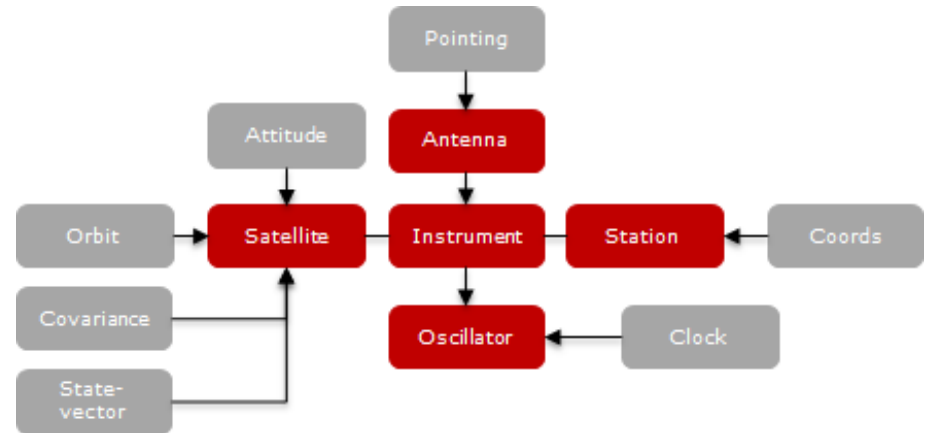 Pointing
Attitude
Antenna
Orbit
Satellite
Instrument
Station
Coords
Covariance
Oscillator
Clock
State-
vector